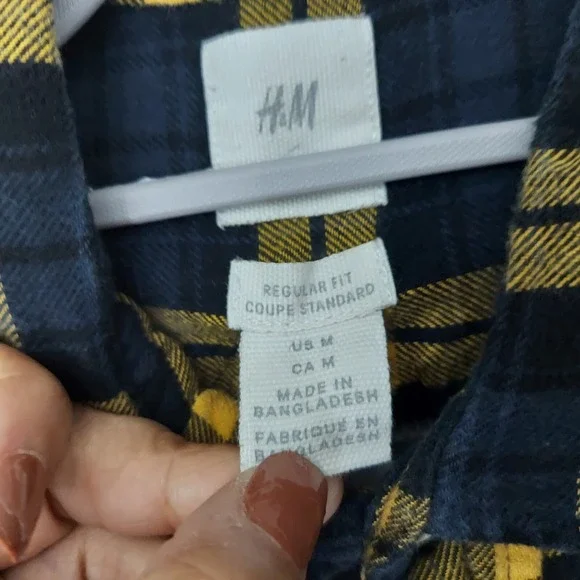 H&M
REGULAR FIT
COUPE STANDARD
US M
CA M
MADE IN
BANGLADESH
FABRIQUE EN
BANGLADESH